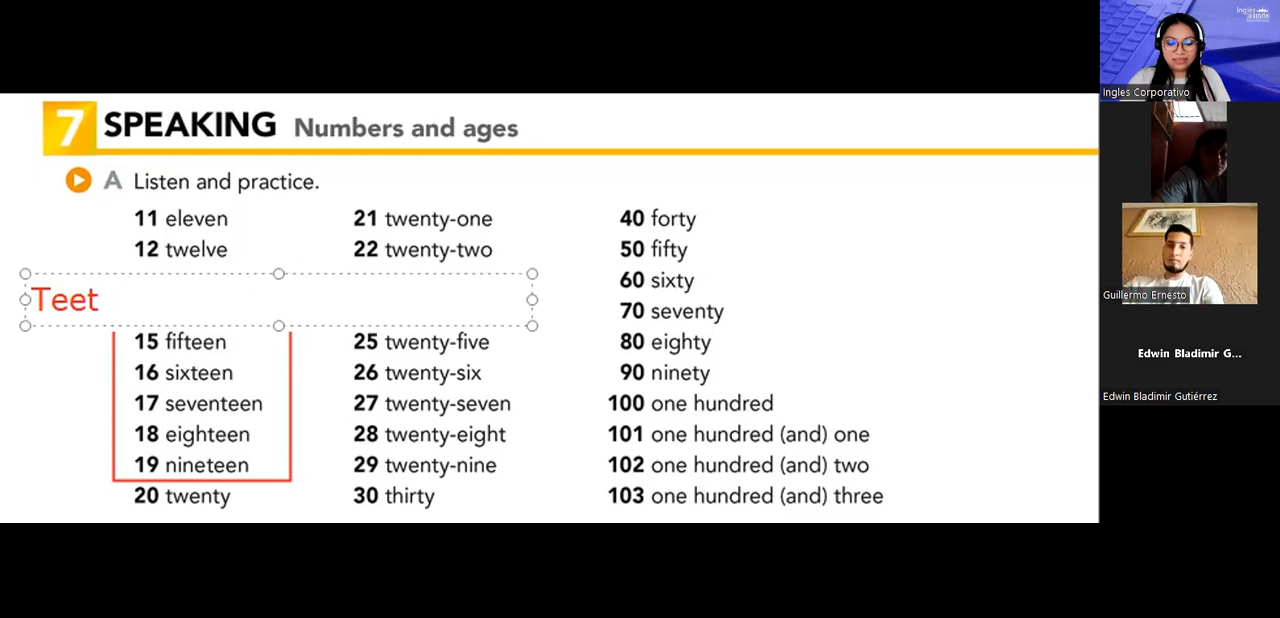 7 SPEAKING Numbers and ages
A Listen and practice.
11 eleven
12 twelve
Teet
15 fifteen
16 sixteen
17 seventeen
18 eighteen
19 nineteen
20 twenty
21 twenty-one
22 twenty-two
25 twenty-five
26 twenty-six
27 twenty-seven
28 twenty-eight
29 twenty-nine
30 thirty
40 forty
50 fifty
60 sixty
70 seventy
80 eighty
90 ninety
100 one hundred
101 one hundred (and) one
102 one hundred (and) two
103 one hundred (and) three
Ingles Corporativo
Guillermo Ernesto
Edwin Bladimir G...
Edwin Bladimir Gutiérrez